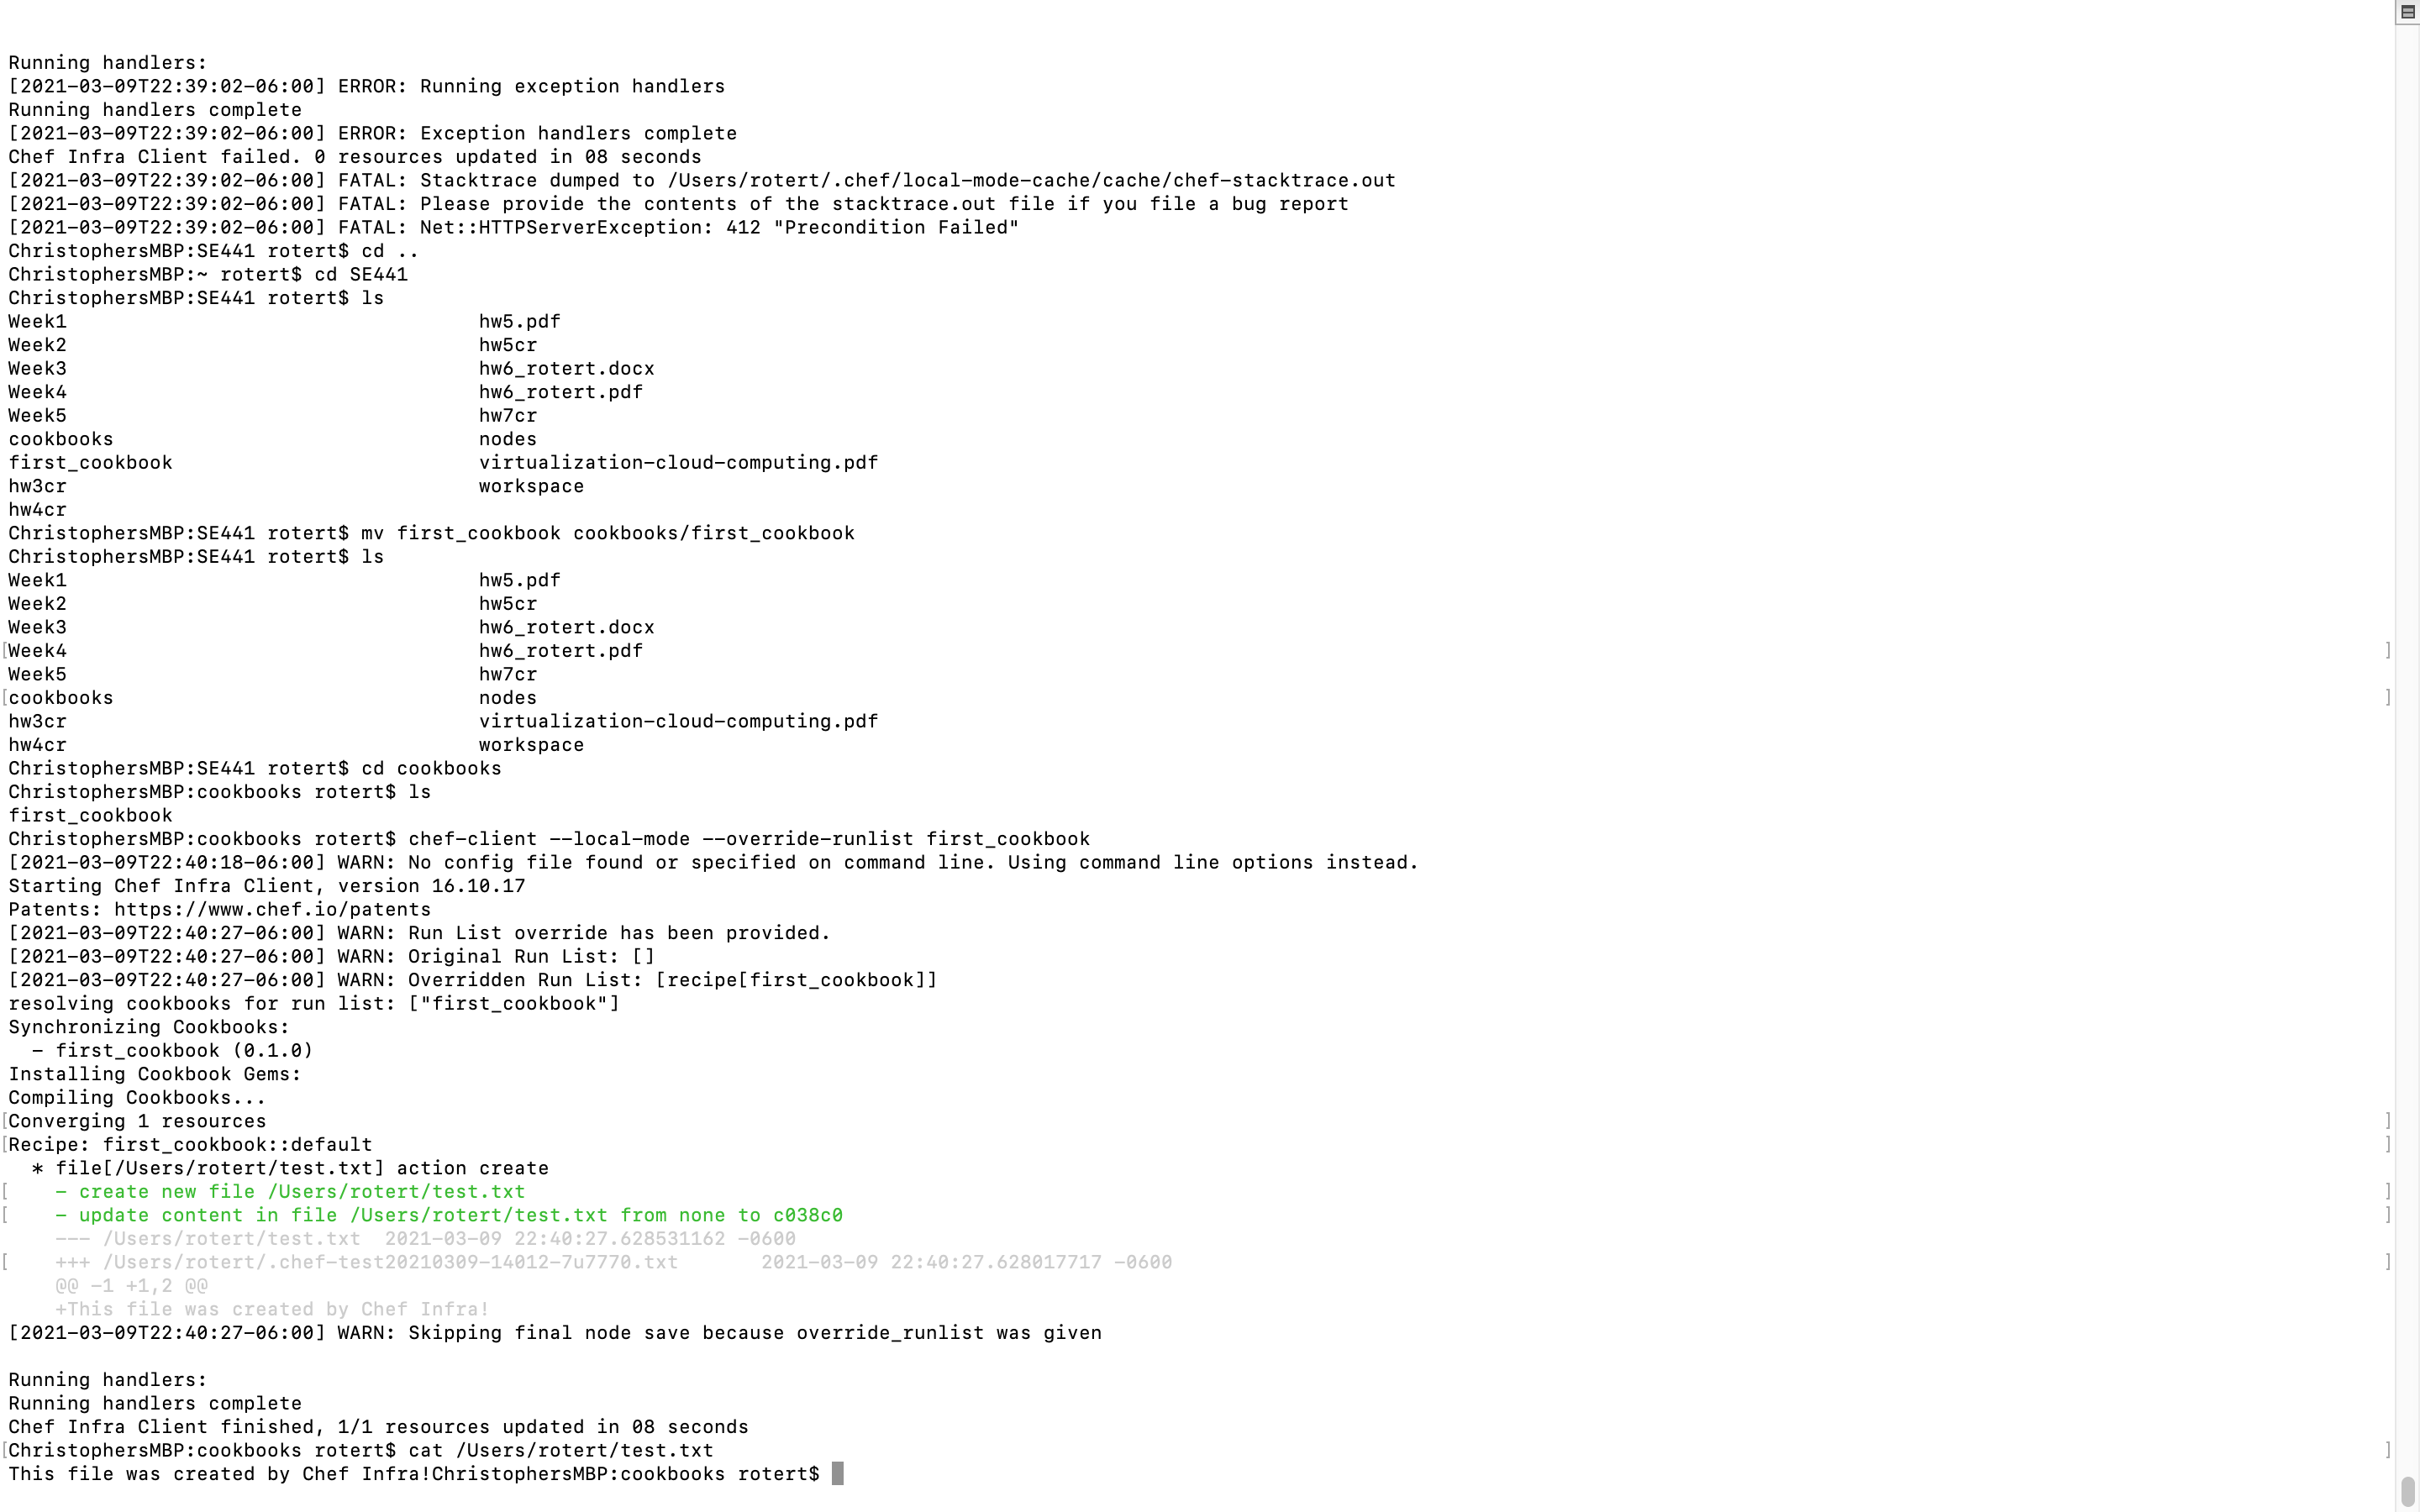 Running handlers:
[2021-03-09T22:39:02-06:00] ERROR: Running exception handlers
Running handlers complete
[2021-03-09T22:39:02-06:00] ERROR: Exception handlers complete
Chef Infra Client failed. 0 resources updated in 08 seconds
[2021-03-09T22:39:02-06:00] FATAL: Stacktrace dumped to /Users/rotert/.chef/local-mode-cache/cache/chef-stacktrace.out
[2021-03-09T22:39:02-06:00] FATAL: Please provide the contents of the stacktrace.out file if you file a bug report
[2021-03-09T22:39:02-06:00] FATAL: Net::HTTPServerException: 412 "Precondition Failed"
ChristophersMBP:SE441 rotert$ cd ..
ChristophersMBP:~ rotert$ cd SE441
ChristophersMBP:SE441 rotert$ ls
Week1 hw5.pdf
Week2 hw5cr
Week3 hw6_rotert.docx
Week4 hw6_rotert.pdf
Week5 hw7cr
cookbooks nodes
first_cookbook virtualization-cloud-computing.pdf
hw3cr workspace
hw4cr
ChristophersMBP:SE441 rotert$ mv first_cookbook cookbooks/first_cookbook
ChristophersMBP:SE441 rotert$ ls
Week1 hw5.pdf
Week2 hw5cr
Week3 hw6_rotert.docx
[Week4 hw6_rotert.pdf ]
Week5 hw7cr
[cookbooks nodes ]
hw3cr virtualization-cloud-computing.pdf
hw4cr workspace
ChristophersMBP:SE441 rotert$ cd cookbooks
ChristophersMBP:cookbooks rotert$ ls
first_cookbook
ChristophersMBP:cookbooks rotert$ chef-client --local-mode --override-runlist first_cookbook
[2021-03-09T22:40:18-06:00] WARN: No config file found or specified on command line. Using command line options instead.
Starting Chef Infra Client, version 16.10.17
Patents: https://www.chef.io/patents
[2021-03-09T22:40:27-06:00] WARN: Run List override has been provided.
[2021-03-09T22:40:27-06:00] WARN: Original Run List: []
[2021-03-09T22:40:27-06:00] WARN: Overridden Run List: [recipe[first_cookbook]]
resolving cookbooks for run list: ["first_cookbook"]
Synchronizing Cookbooks:
  - first_cookbook (0.1.0)
Installing Cookbook Gems:
Compiling Cookbooks...
[Converging 1 resources ]
[Recipe: first_cookbook::default ]
  * file[/Users/rotert/test.txt] action create
[    - create new file /Users/rotert/test.txt ]
[    - update content in file /Users/rotert/test.txt from none to c038c0 ]
    --- /Users/rotert/test.txt  2021-03-09 22:40:27.628531162 -0600
[    +++ /Users/rotert/.chef-test20210309-14012-7u7770.txt       2021-03-09 22:40:27.628017717 -0600 ]
    @@ -1 +1,2 @@
    +This file was created by Chef Infra!
[2021-03-09T22:40:27-06:00] WARN: Skipping final node save because override_runlist was given
Running handlers:
Running handlers complete
Chef Infra Client finished, 1/1 resources updated in 08 seconds
[ChristophersMBP:cookbooks rotert$ cat /Users/rotert/test.txt ]
This file was created by Chef Infra!ChristophersMBP:cookbooks rotert$